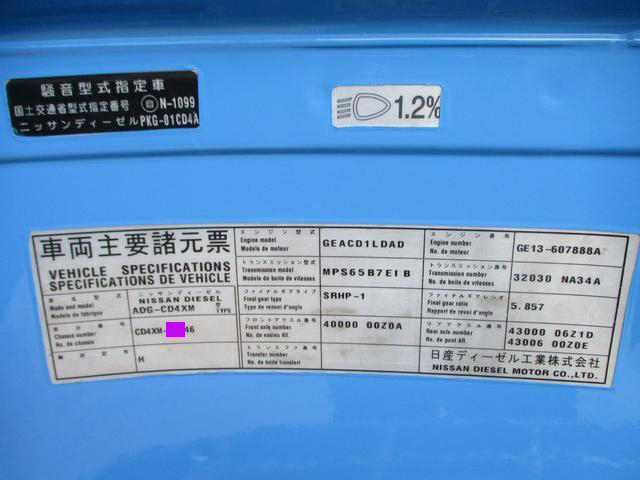 騒音型式指定車
国土交通省型式指定番号 自 N-1099
ニッサンディーゼル PKG-01CD4A
1.2%
車両主要諸元票
VEHICLE SPECIFICATIONS
SPECIFICATIONS DE VEHICLE
車名型式
Make and model
Modele de fabrique
ニッサンディーゼル
NISSAN DIESEL
ADG-CD4XM
型
TYPE
車台番号
Chassis number
No. de chassis
CD4XM-
46
H
エンジン型式
Engine model
Modele de moteur
GEACD1LDAD
トランスミッション型式
Transmission model
Modele de boite de vitesses
MPS65B7EIB
ファイナルギアタイプ
Final gear type
Type de renvoi d'angle
SRHP-1
フロントアクスル番号
Front axle number
No. de essieu AV.
40000 00Z0A
トランスファ番号
Transfer number
No. de boite transfert
エンジン番号
Engine number
No. de moteur
GE13-607888A
トランスミッション番号
Transmission number
No. de boite de vitesses
32030 NA34A
ファイナルギアレシオ
Final gear ratio
Rapport de renvoi d'angle
5.857
リアアクスル番号
Rear axle number
No. de pont AR.
43000 06Z1D
43006 00Z0E
日産ディーゼル工業株式会社
NISSAN DIESEL MOTOR CO.,LTD.